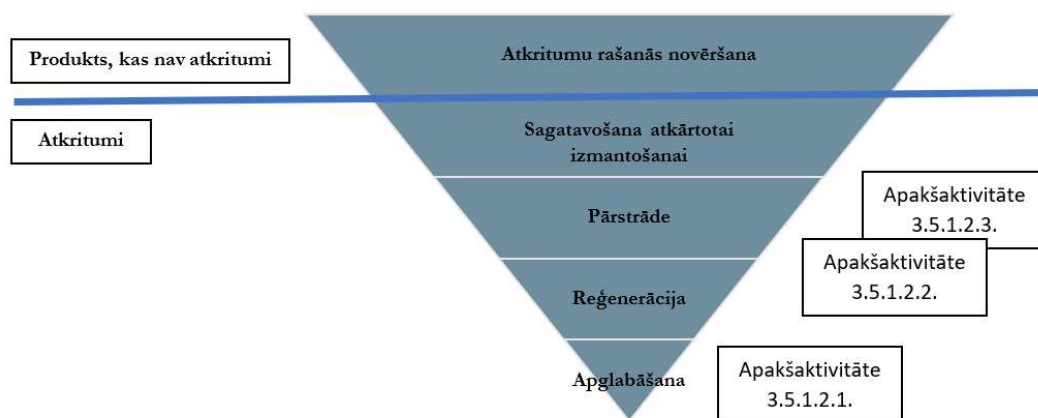 Produkts, kas nav atkritumi
Atkritumu rašanās novēršana
Atkritumi
Sagatavošana atkārtotai
izmantošanai
Pārstrāde
Apakšaktivitāte
3.5.1.2.3.
Apakšaktivitāte
3.5.1.2.2.
Reģenerācija
Apglabāšana
Apakšaktivitāte
3.5.1.2.1.